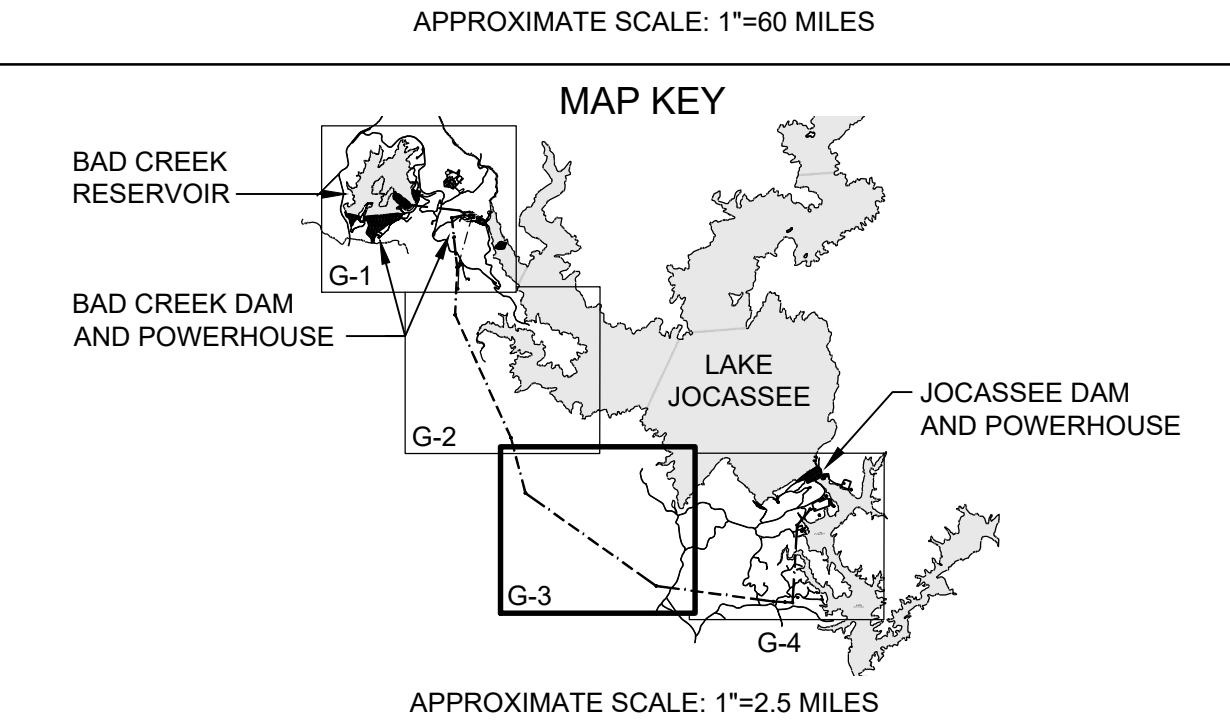 APPROXIMATE SCALE: 1"=60 MILES
MAP KEY
BAD CREEK
RESERVOIR
G-1
BAD CREEK DAM
AND POWERHOUSE
LAKE
JOCASSEE
JOCASSEE DAM
AND POWERHOUSE
G-2
G-3
G-4
APPROXIMATE SCALE: 1"=2.5 MILES